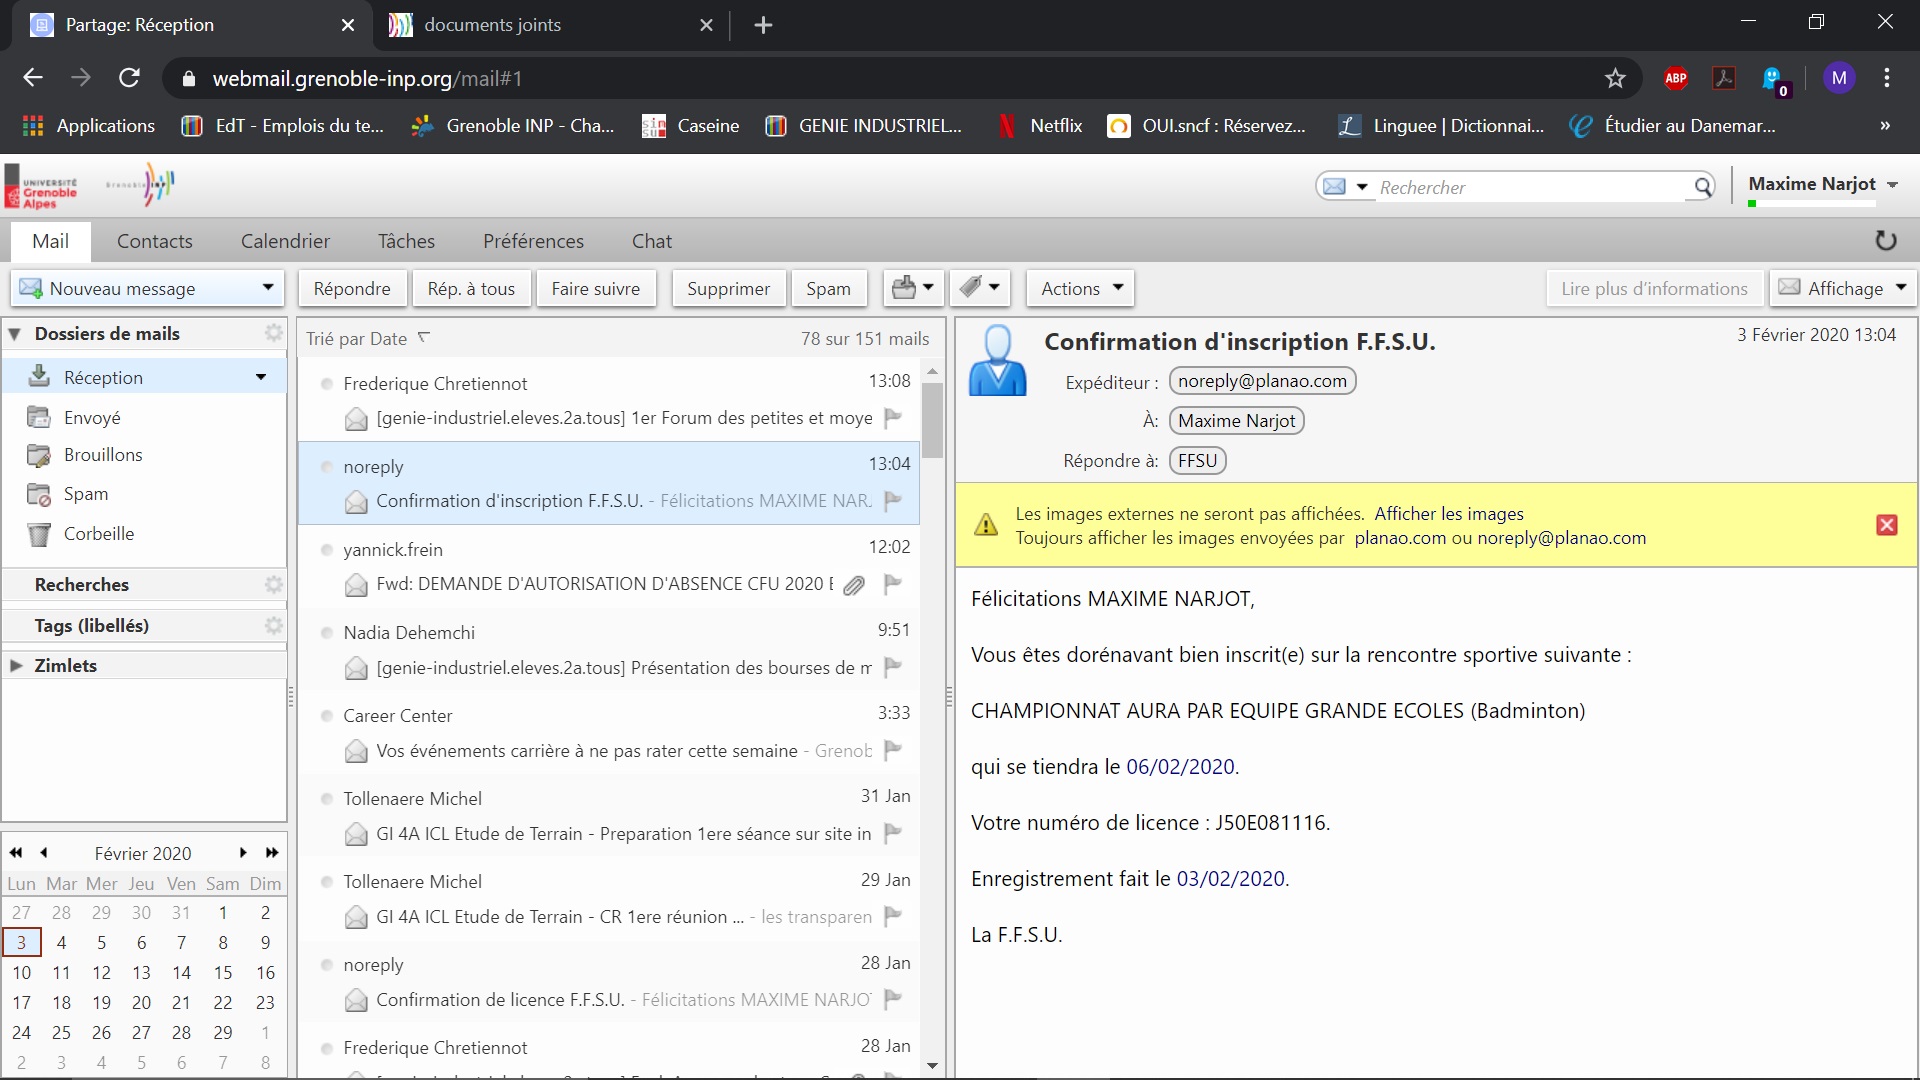 Partage: Réception
documents joints
webmail.grenoble-inp.org/mail#1
ABP
0
M
Applications
EdT - Emplois du te...
Grenoble INP - Cha...
Caseine
GENIE INDUSTRIEL...
Netflix
OUI.sncf : Réservez...
Linguee | Dictionnai...
Étudier au Danemar...
»
UNIVERSITÉ
Grenoble
Alpes
Grenoble INP
Rechercher
Maxime Narjot
Mail
Contacts
Calendrier
Tâches
Préférences
Chat
Nouveau message
Répondre
Rép. à tous
Faire suivre
Supprimer
Spam
Actions
Lire plus d'informations
Affichage
Dossiers de mails
Réception
Envoyé
Brouillons
Spam
Corbeille
Recherches
Tags (libellés)
Zimlets
Février 2020
Lun Mar Mer Jeu Ven Sam Dim
27 28 29 30 31 1 2
3 4 5 6 7 8 9
10 11 12 13 14 15 16
17 18 19 20 21 22 23
24 25 26 27 28 29 1
2 3 4 5 6 7 8
Trié par Date
78 sur 151 mails
Frederique Chretiennot 13:08
[genie-industriel.eleves.2a.tous] 1er Forum des petites et moye
noreply 13:04
Confirmation d'inscription F.F.S.U. - Félicitations MAXIME NAR
yannick.frein 12:02
Fwd: DEMANDE D'AUTORISATION D'ABSENCE CFU 2020 E
Nadia Dehemchi 9:51
[genie-industriel.eleves.2a.tous] Présentation des bourses de m
Career Center 3:33
Vos événements carrière à ne pas rater cette semaine - Grenob
Tollenaere Michel 31 Jan
GI 4A ICL Etude de Terrain - Preparation 1ere séance sur site in
Tollenaere Michel 29 Jan
GI 4A ICL Etude de Terrain - CR 1ere réunion ... - les transparen
noreply 28 Jan
Confirmation de licence F.F.S.U. - Félicitations MAXIME NARJO
Frederique Chretiennot 28 Jan
Confirmation d'inscription F.F.S.U.
3 Février 2020 13:04
Expéditeur : noreply@planao.com
À: Maxime Narjot
Répondre à: FFSU
Les images externes ne seront pas affichées. Afficher les images
Toujours afficher les images envoyées par planao.com ou noreply@planao.com
Félicitations MAXIME NARJOT,
Vous êtes dorénavant bien inscrit(e) sur la rencontre sportive suivante :
CHAMPIONNAT AURA PAR EQUIPE GRANDE ECOLES (Badminton)
qui se tiendra le 06/02/2020.
Votre numéro de licence : J50E081116.
Enregistrement fait le 03/02/2020.
La F.F.S.U.